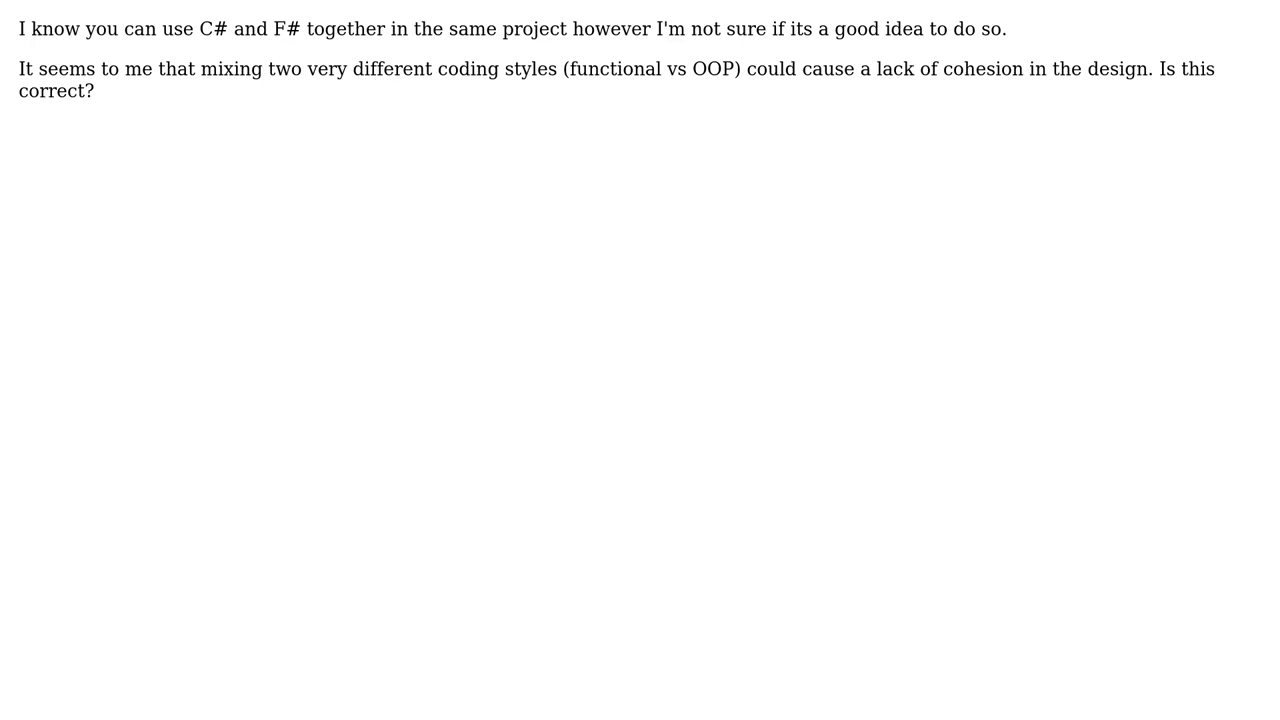 I know you can use C# and F# together in the same project however I'm not sure if its a good idea to do so.
It seems to me that mixing two very different coding styles (functional vs OOP) could cause a lack of cohesion in the design. Is this
correct?